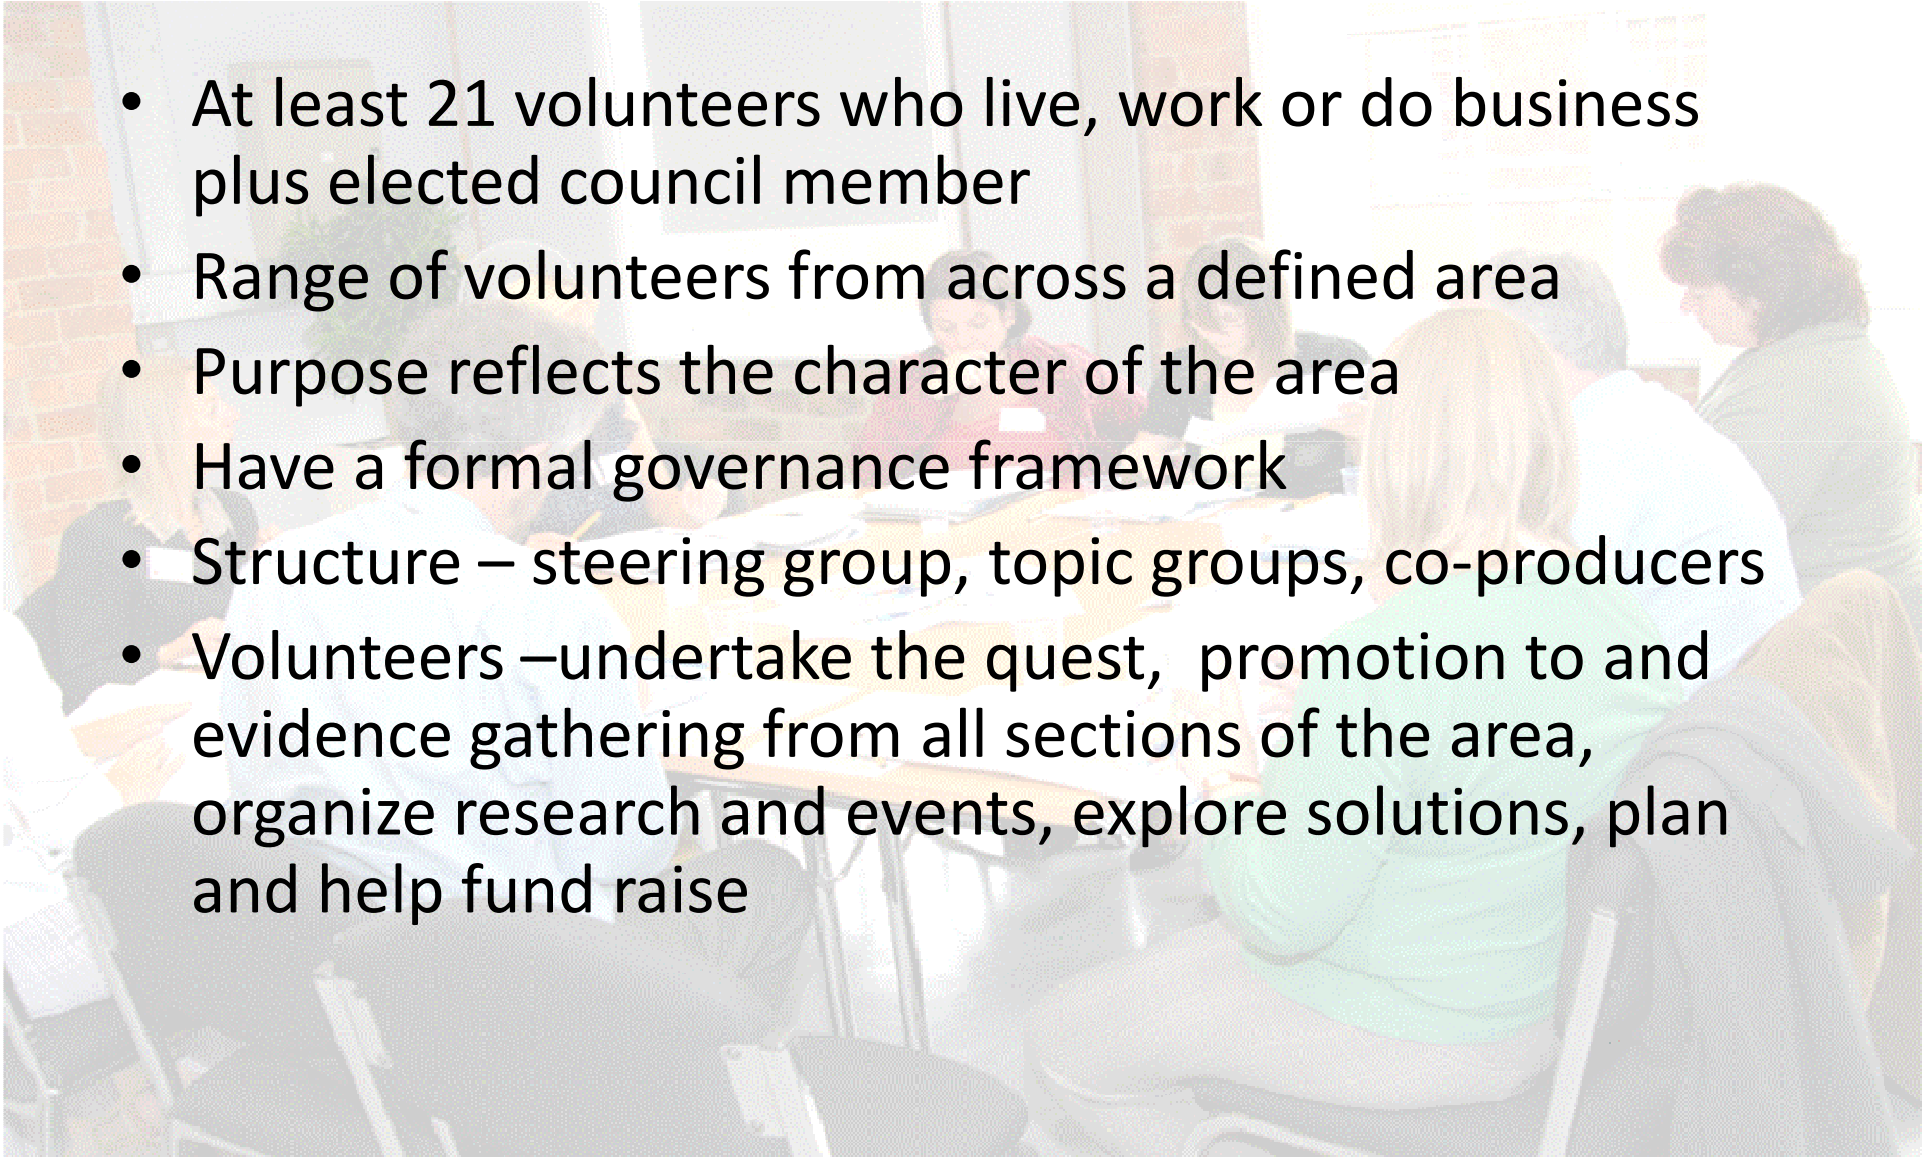 • At least 21 volunteers who live, work or do business
plus elected council member
• Range of volunteers from across a defined area
• Purpose reflects the character of the area
• Have a formal governance framework
• Structure – steering group, topic groups, co-producers
• Volunteers –undertake the quest,  promotion to and
evidence gathering from all sections of the area,
organize research and events, explore solutions, plan
and help fund raise